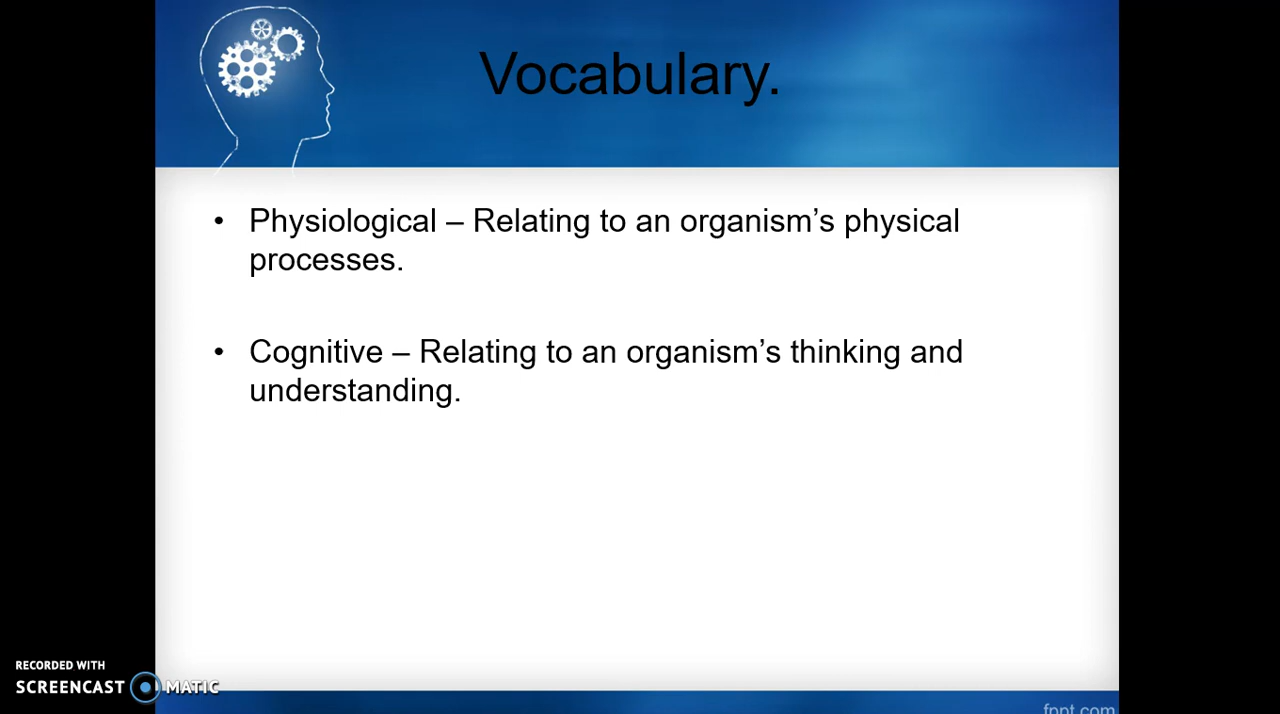 Vocabulary.
• Physiological – Relating to an organism’s physical
processes.
• Cognitive – Relating to an organism’s thinking and
understanding.
RECORDED WITH
SCREENCAST MATIC
fppt.com